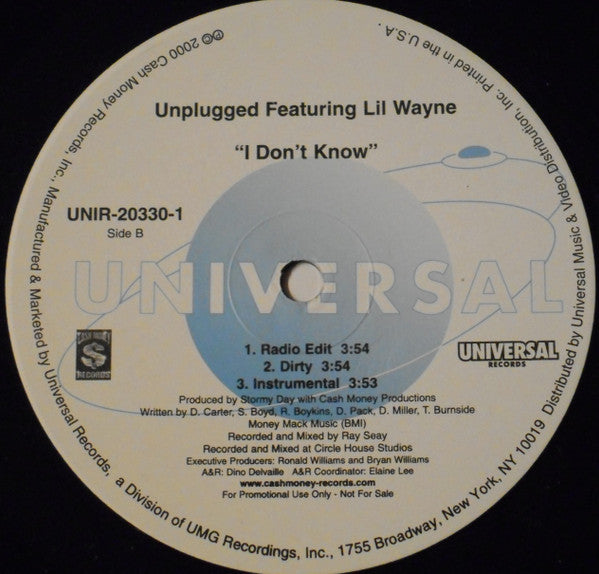 Unplugged Featuring Lil Wayne
"I Don't Know"
UNIR-20330-1
Side B
UNIVERSAL
CASH MONEY
$
RECORDS
UNIVERSAL
RECORDS
1. Radio Edit 3:54
2. Dirty 3:54
3. Instrumental 3:53
Produced by Stormy Day with Cash Money Productions
Written by D. Carter, S. Boyd, R. Boykins, D. Pack, D. Miller, T. Burnside
Money Mack Music (BMI)
Recorded and Mixed by Ray Seay
Recorded and Mixed at Circle House Studios
Executive Producers: Ronald Williams and Bryan Williams
A&R: Dino Delvaille A&R Coordinator: Elaine Lee
www.cashmoney-records.com
For Promotional Use Only - Not For Sale
℗© 2000 Cash Money Records, Inc., Manufactured & Marketed by Universal Records, a Division of UMG Recordings, Inc., 1755 Broadway, New York, NY 10019 Distributed by Universal Music & Video Distribution, Inc. Printed in the U.S.A.